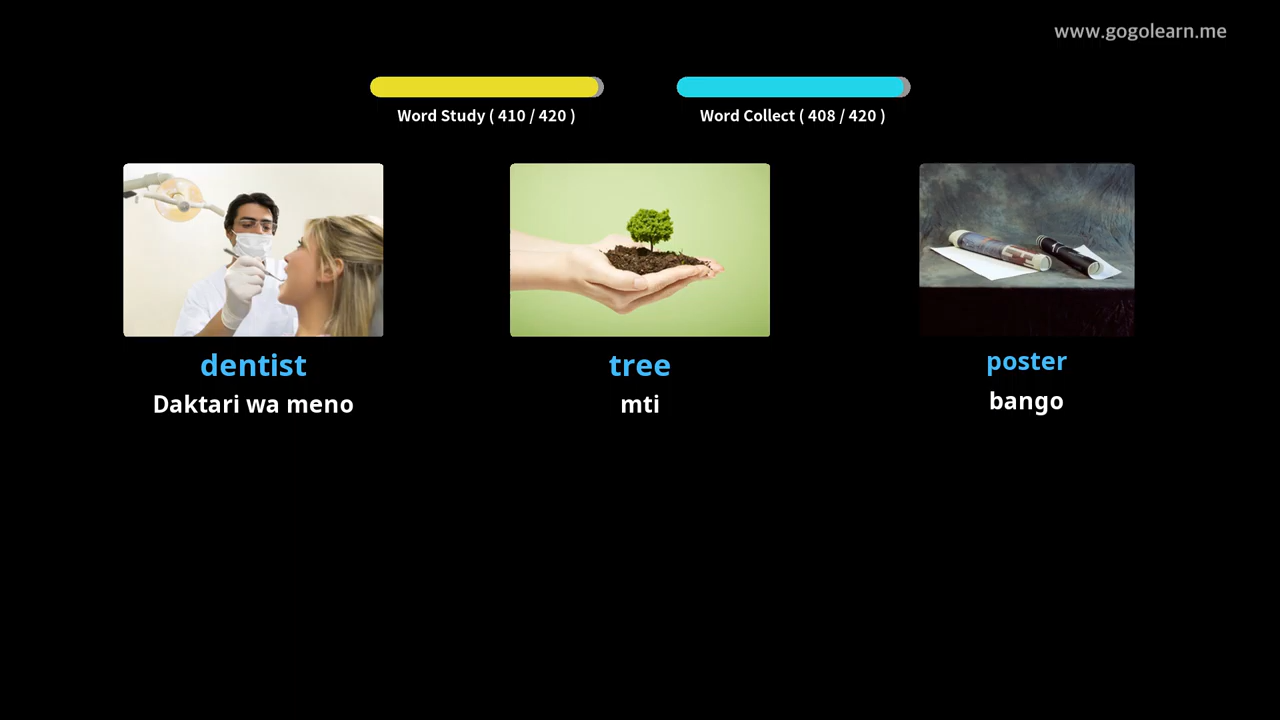 www.gogolearn.me
Word Study ( 410 / 420 )
Word Collect ( 408 / 420 )
dentist
Daktari wa meno
tree
mti
poster
bango